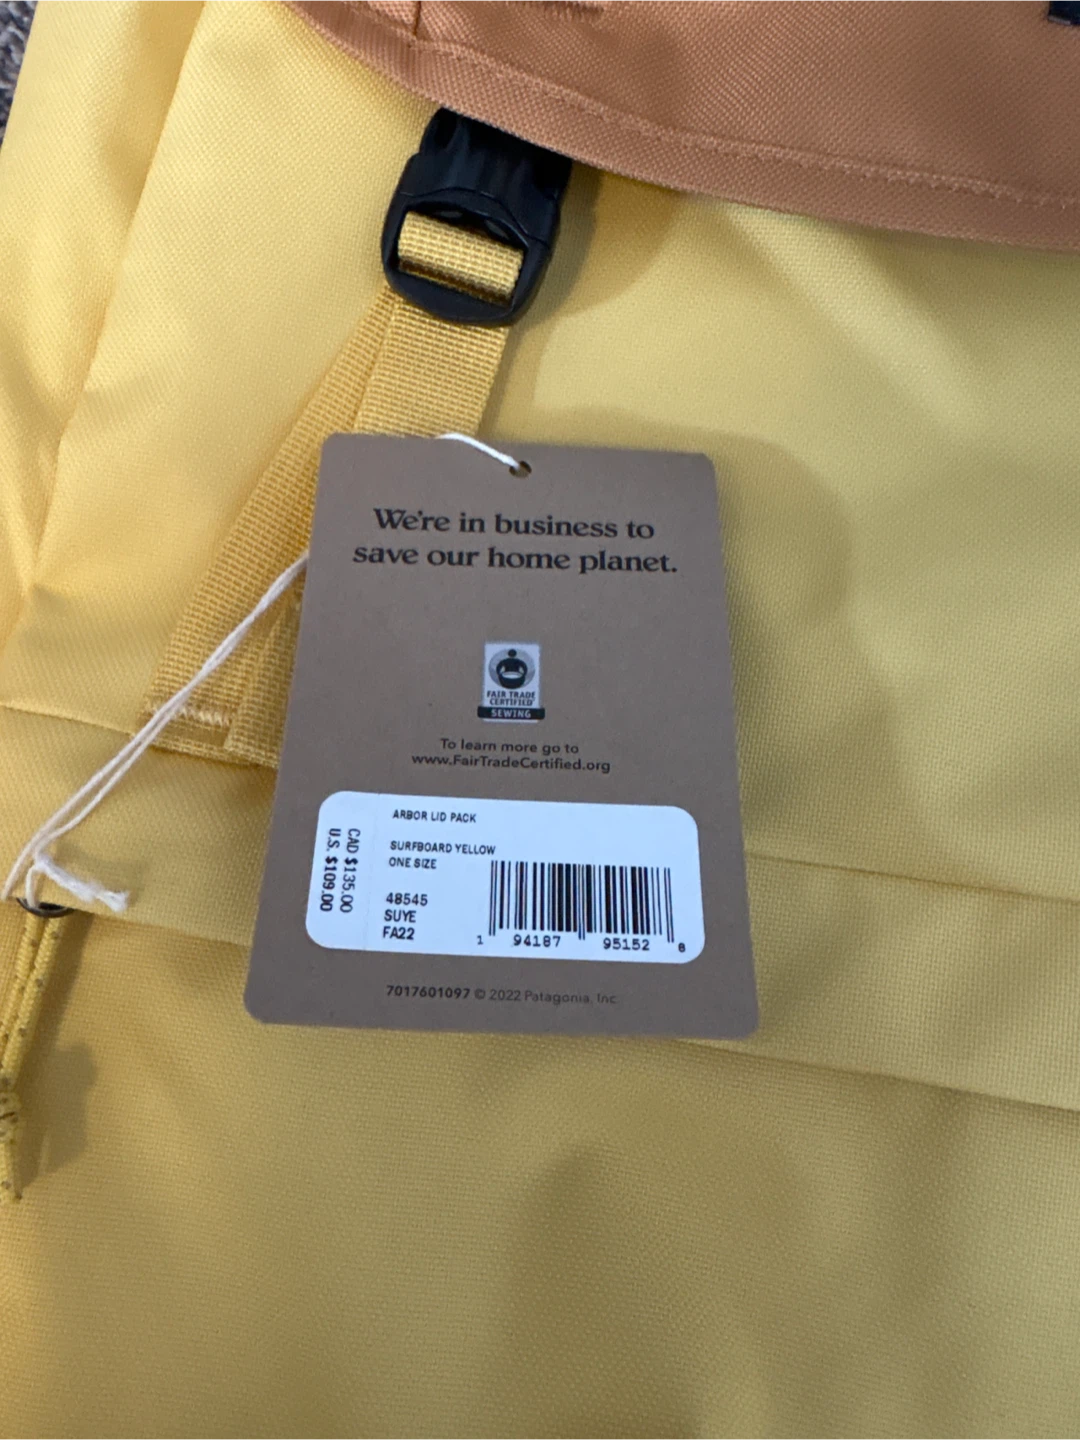 We're in business to
save our home planet.
FAIR TRADE
CERTIFIED
SEWING
To learn more go to
www.FairTradeCertified.org
ARBOR LID PACK
SURFBOARD YELLOW
ONE SIZE
48545
SUYE
FA22
CAD $135.00
U.S. $109.00
1 94187 95152 8
7017601097 © 2022 Patagonia, Inc.